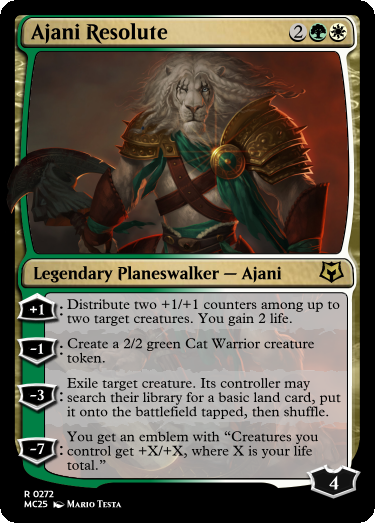 Ajani Resolute 2
Legendary Planeswalker — Ajani
+1: Distribute two +1/+1 counters among up to
two target creatures. You gain 2 life.
-1: Create a 2/2 green Cat Warrior creature
token.
-3: Exile target creature. Its controller may
search their library for a basic land card, put
it onto the battlefield tapped, then shuffle.
-7: You get an emblem with “Creatures you
control get +X/+X, where X is your life
total.”
4
R 0272
MC25 Mario Testa